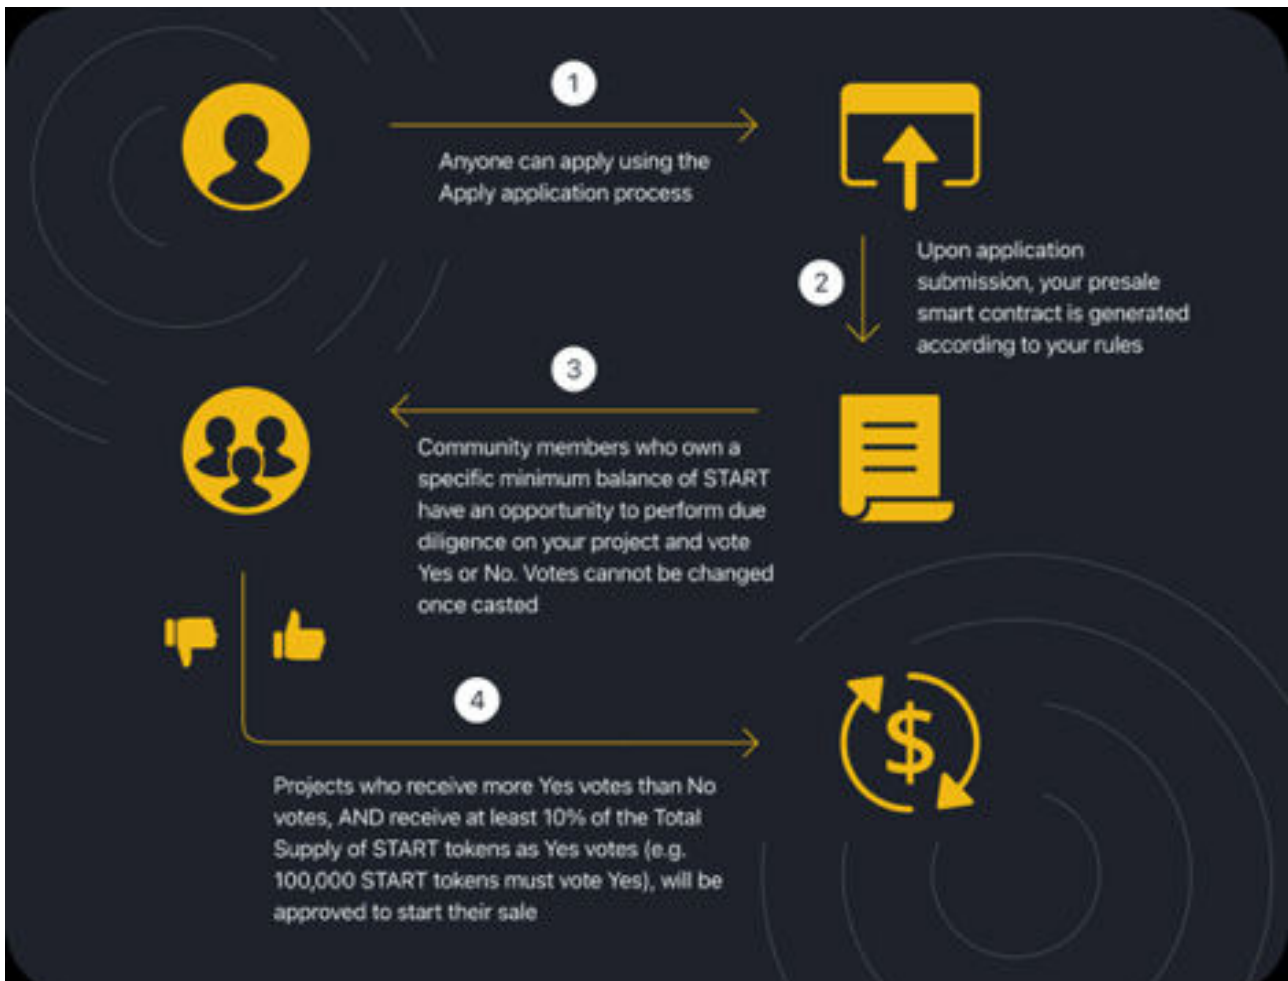 1
Anyone can apply using the
Apply application process
2
Upon application
submission, your presale
smart contract is generated
according to your rules
3
Community members who own a
specific minimum balance of START
have an opportunity to perform due
diligence on your project and vote
Yes or No. Votes cannot be changed
once casted
4
Projects who receive more Yes votes than No
votes, AND receive at least 10% of the Total
Supply of START tokens as Yes votes (e.g.
100,000 START tokens must vote Yes), will be
approved to start their sale
$